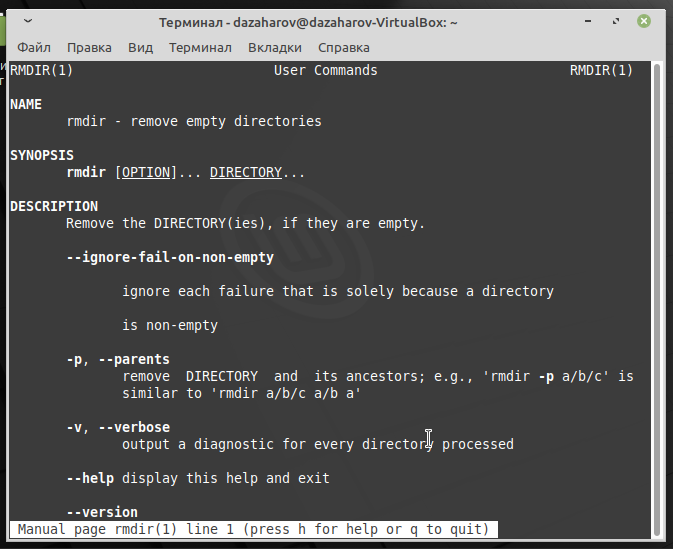 Терминал - dazaharov@dazaharov-VirtualBox: ~
Файл Правка Вид Терминал Вкладки Справка
RMDIR(1) User Commands RMDIR(1)
NAME
rmdir - remove empty directories
SYNOPSIS
rmdir [OPTION]... DIRECTORY...
DESCRIPTION
Remove the DIRECTORY(ies), if they are empty.
--ignore-fail-on-non-empty
ignore each failure that is solely because a directory
is non-empty
-p, --parents
remove DIRECTORY and its ancestors; e.g., 'rmdir -p a/b/c' is
similar to 'rmdir a/b/c a/b a'
-v, --verbose
output a diagnostic for every directory processed
--help display this help and exit
--version
Manual page rmdir(1) line 1 (press h for help or q to quit)